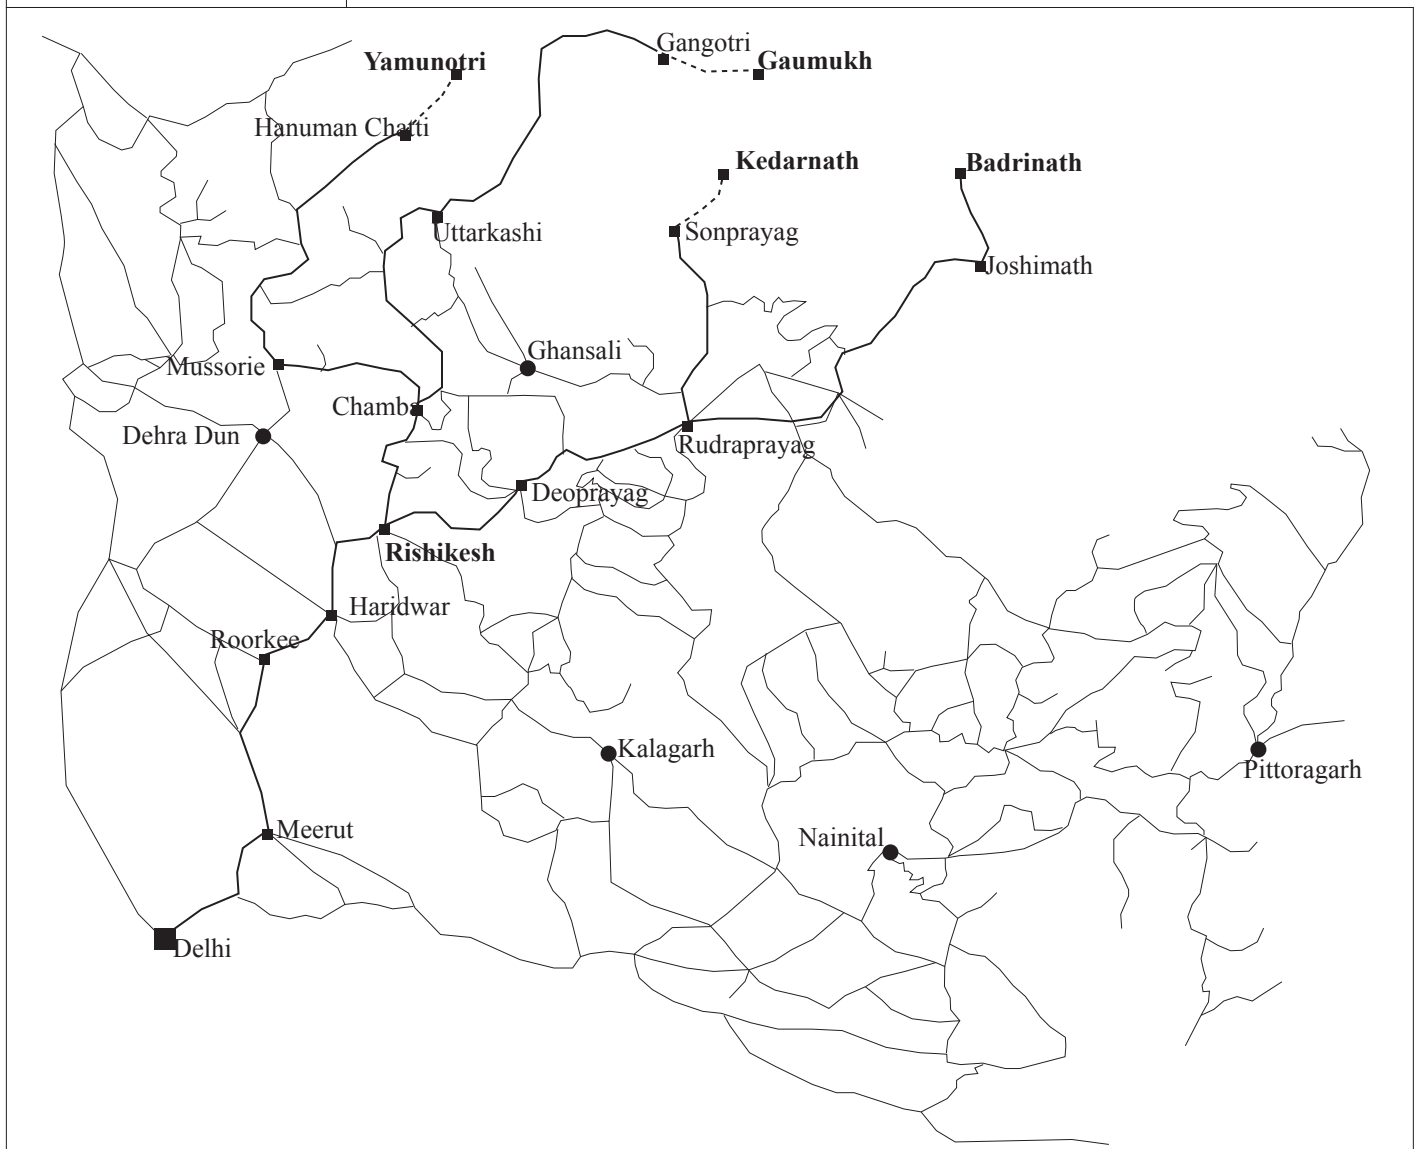 Gangotri
Yamunotri
Gaumukh
Hanuman Chatti
Kedarnath
Badrinath
Uttarkashi
Sonprayag
Joshimath
Ghansali
Mussorie
Chamba
Dehra Dun
Rudraprayag
Deoprayag
Rishikesh
Haridwar
Roorkee
Kalagarh
Pittoragarh
Meerut
Nainital
Delhi